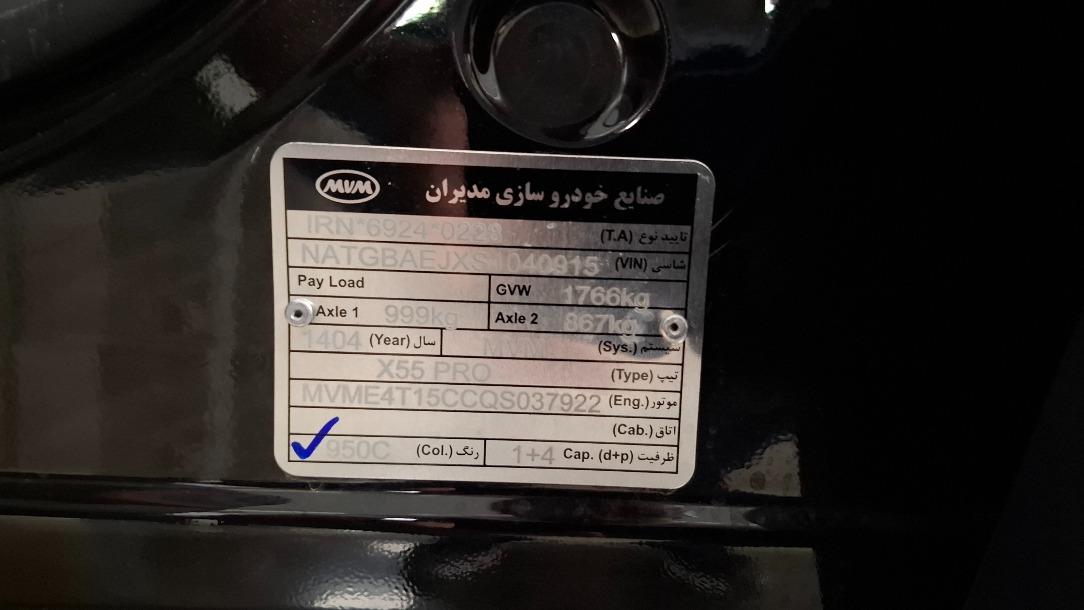 MVM صنایع خودرو سازی مدیران
IRN*6924*0228 تایید نوع (T.A)
NATGBAEJXS1040915 شاسی (VIN)
Pay Load GVW 1766kg
Axle 1 999kg Axle 2 867kg
1404 سال (Year) MVM سیستم (Sys.)
X55 PRO تیپ (Type)
MVME4T15CCQS037922 موتور (Eng.)
اتاق (Cab.)
950C رنگ (Col.) 1+4 Cap. (d+p) ظرفیت